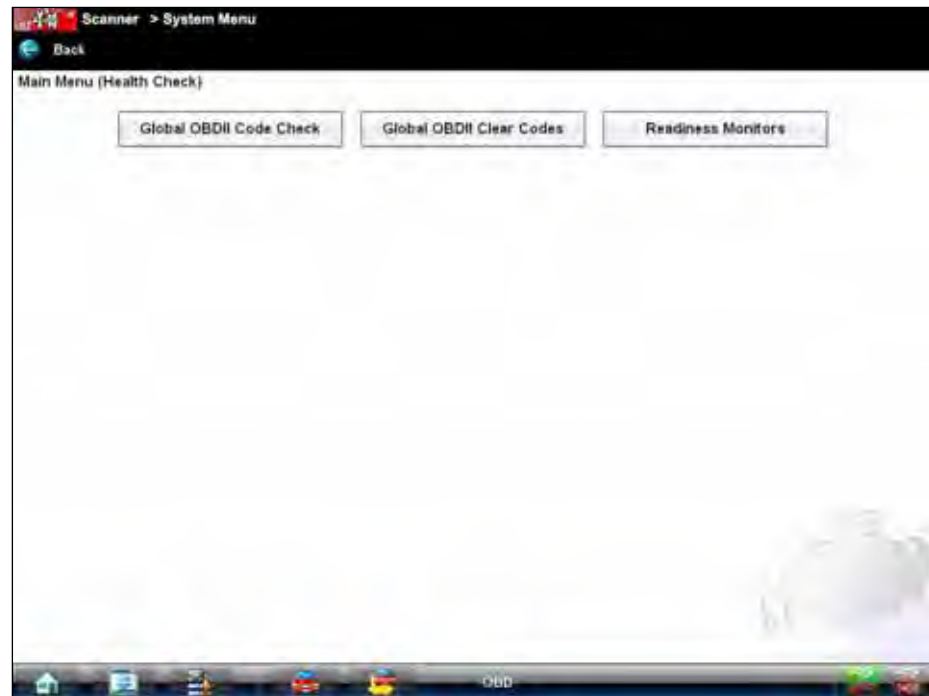 Scanner > System Menu
Back
Main Menu (Health Check)
Global OBDII Code Check
Global OBDII Clear Codes
Readiness Monitors
OBD